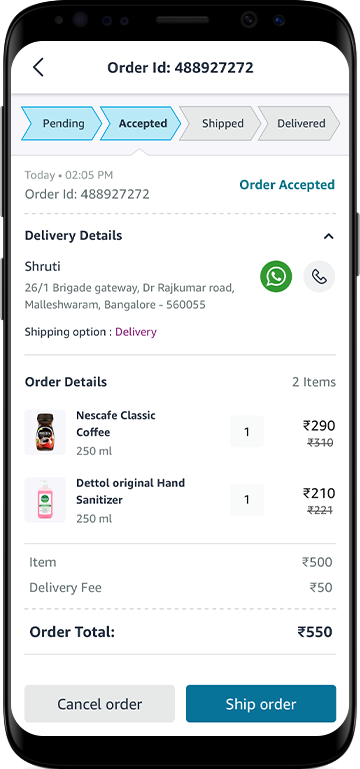 Order Id: 488927272
Pending Accepted Shipped Delivered
Today • 02:05 PM
Order Id: 488927272
Order Accepted
Delivery Details
Shruti
26/1 Brigade gateway, Dr Rajkumar road,
Malleshwaram, Bangalore - 560055
Shipping option : Delivery
Order Details 2 Items
Nescafe Classic
Coffee
250 ml
1
₹290
₹310
Dettol original Hand
Sanitizer
250 ml
1
₹210
₹221
Item ₹500
Delivery Fee ₹50
Order Total: ₹550
Cancel order Ship order